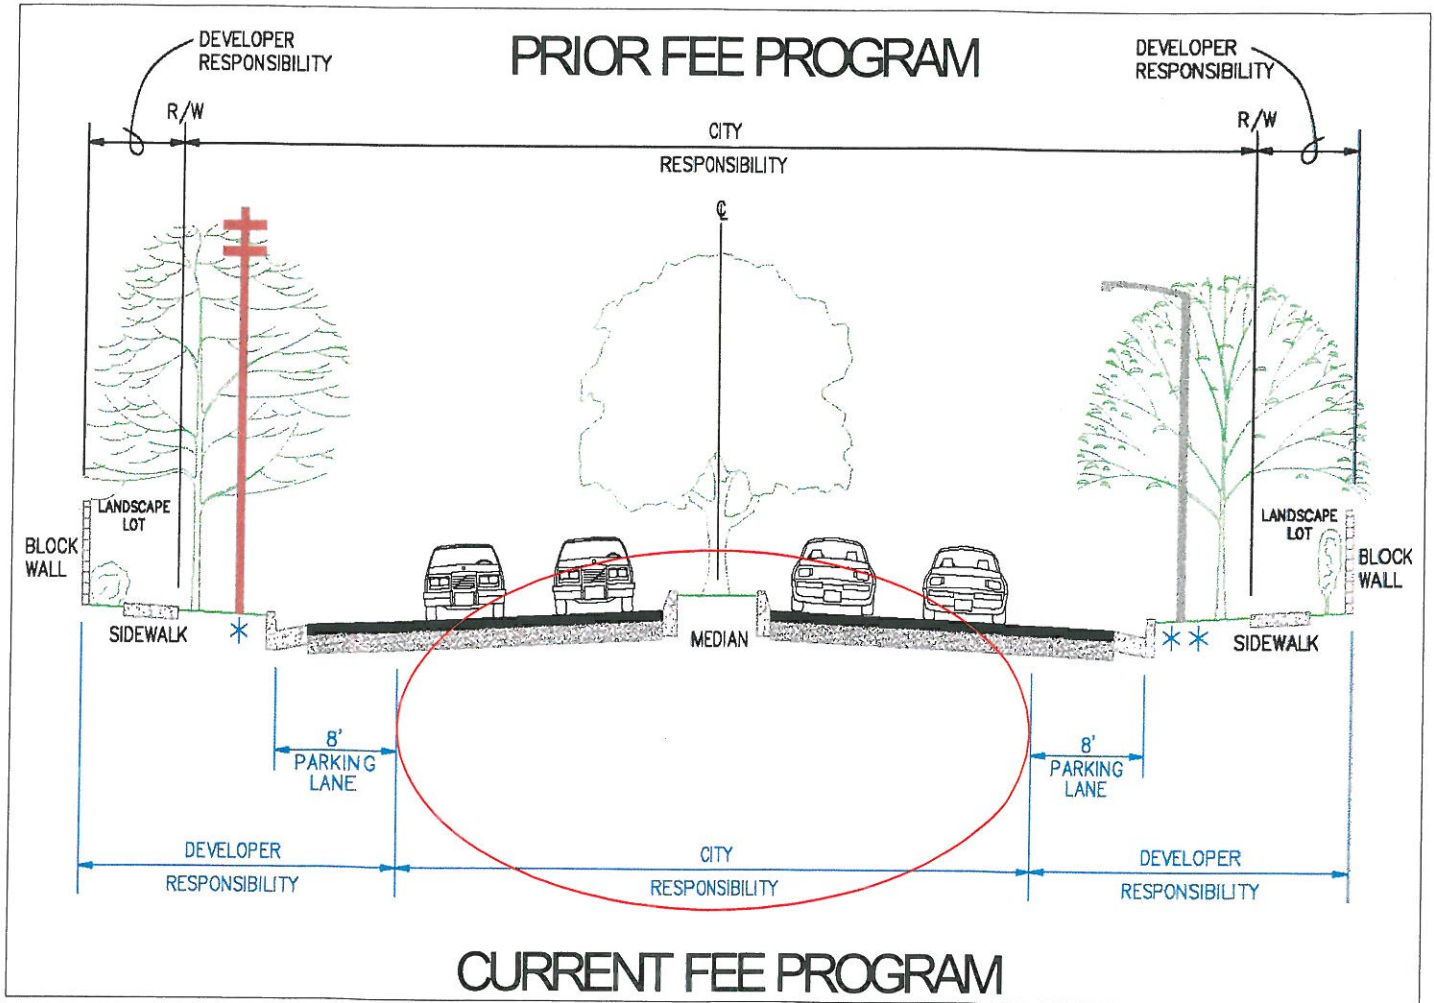 PRIOR FEE PROGRAM
DEVELOPER
RESPONSIBILITY
DEVELOPER
RESPONSIBILITY
R/W
R/W
CITY
RESPONSIBILITY
℄
LANDSCAPE
LOT
LANDSCAPE
LOT
BLOCK
WALL
BLOCK
WALL
SIDEWALK
*
MEDIAN
* *
SIDEWALK
8'
PARKING
LANE
8'
PARKING
LANE
DEVELOPER
RESPONSIBILITY
CITY
RESPONSIBILITY
DEVELOPER
RESPONSIBILITY
CURRENT FEE PROGRAM